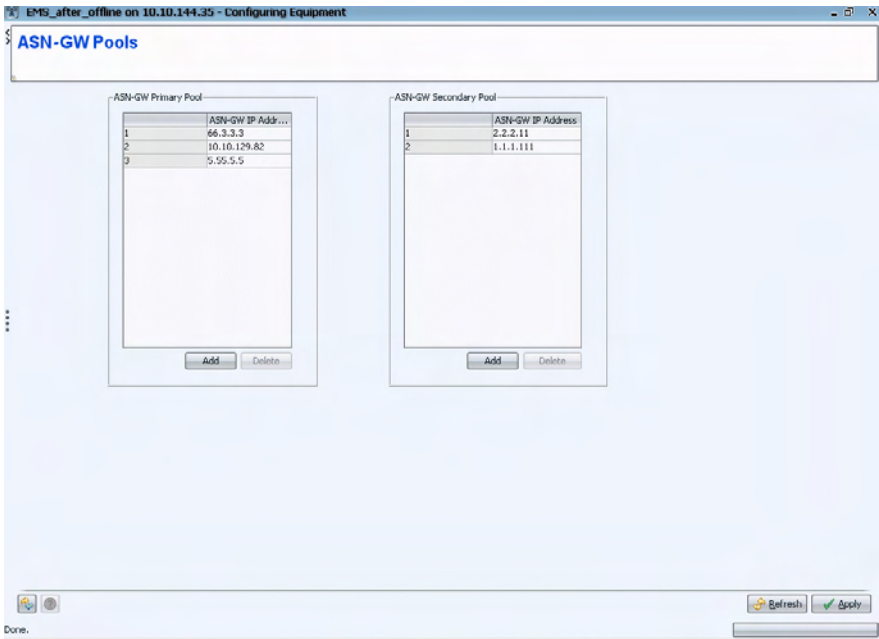 EMS_after_offline on 10.10.144.35 - Configuring Equipment
ASN-GW Pools
ASN-GW Primary Pool
ASN-GW IP Addr...
1 66.3.3.3
2 10.10.129.82
3 5.55.5.5
Add Delete
ASN-GW Secondary Pool
ASN-GW IP Address
1 2.2.2.11
2 1.1.1.111
Add Delete
Refresh Apply
Done.